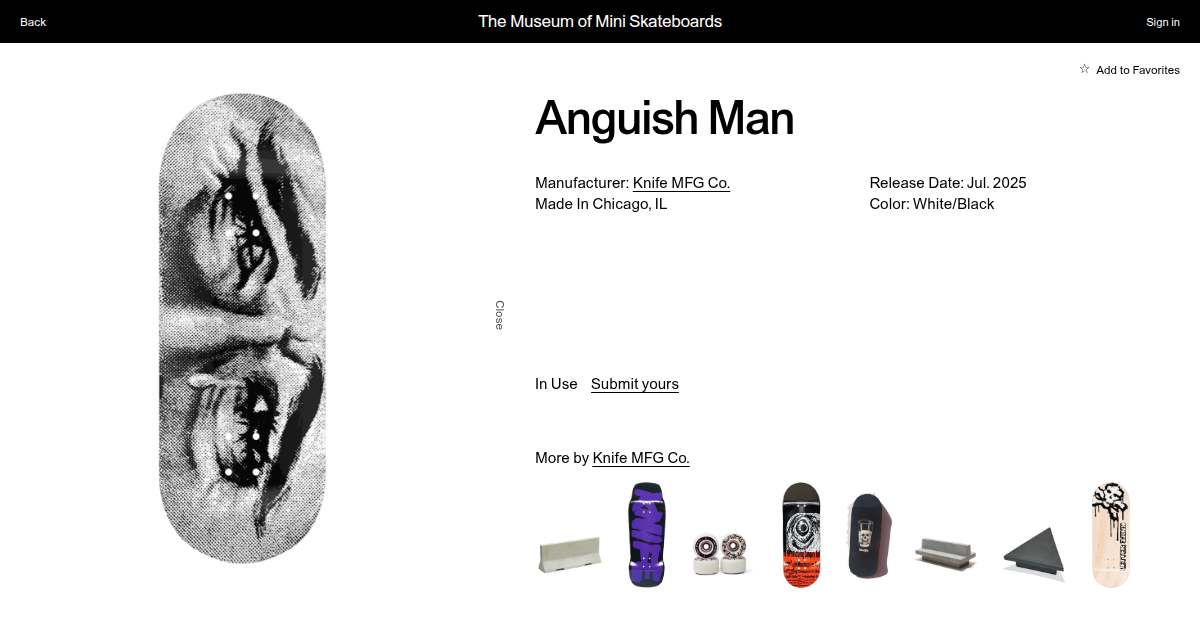 Back
The Museum of Mini Skateboards
Sign in
☆ Add to Favorites
Anguish Man
Manufacturer: Knife MFG Co.
Made In Chicago, IL
Release Date: Jul. 2025
Color: White/Black
Close
In Use Submit yours
More by Knife MFG Co.